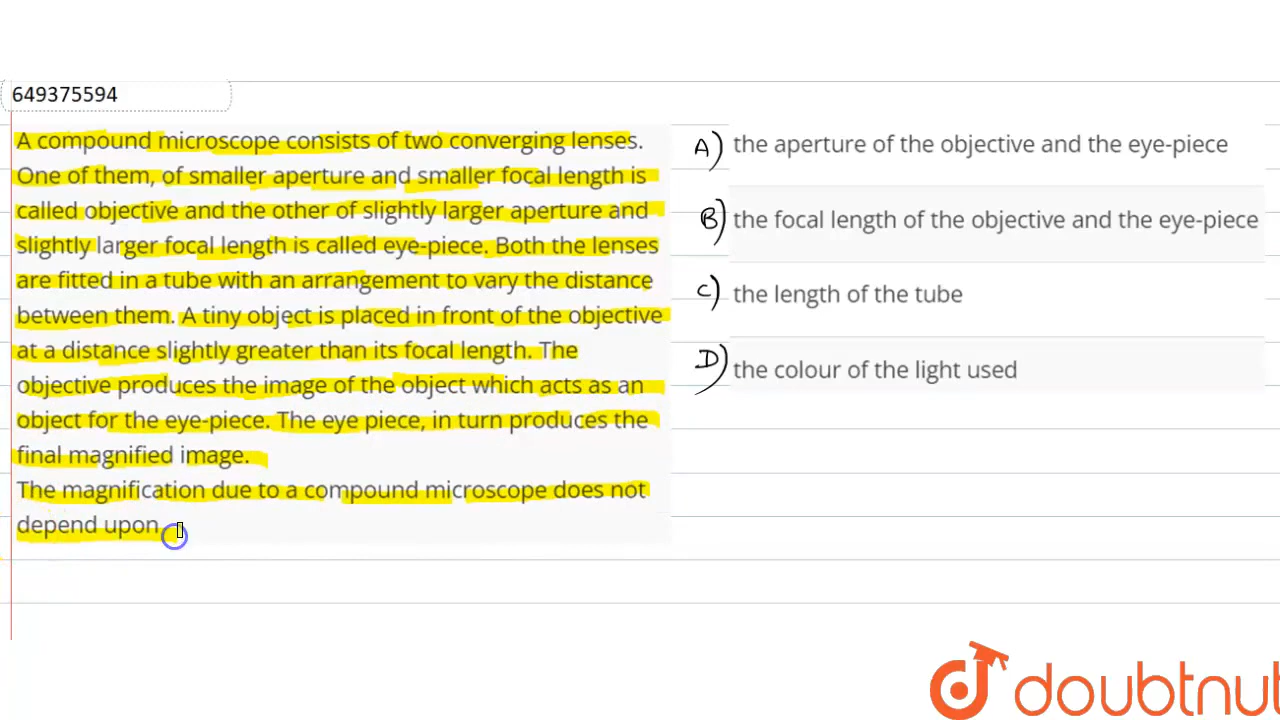 649375594
A compound microscope consists of two converging lenses.
One of them, of smaller aperture and smaller focal length is
called objective and the other of slightly larger aperture and
slightly larger focal length is called eye-piece. Both the lenses
are fitted in a tube with an arrangement to vary the distance
between them. A tiny object is placed in front of the objective
at a distance slightly greater than its focal length. The
objective produces the image of the object which acts as an
object for the eye-piece. The eye piece, in turn produces the
final magnified image.
The magnification due to a compound microscope does not
depend upon
A) the aperture of the objective and the eye-piece
B) the focal length of the objective and the eye-piece
C) the length of the tube
D) the colour of the light used
doubtnut